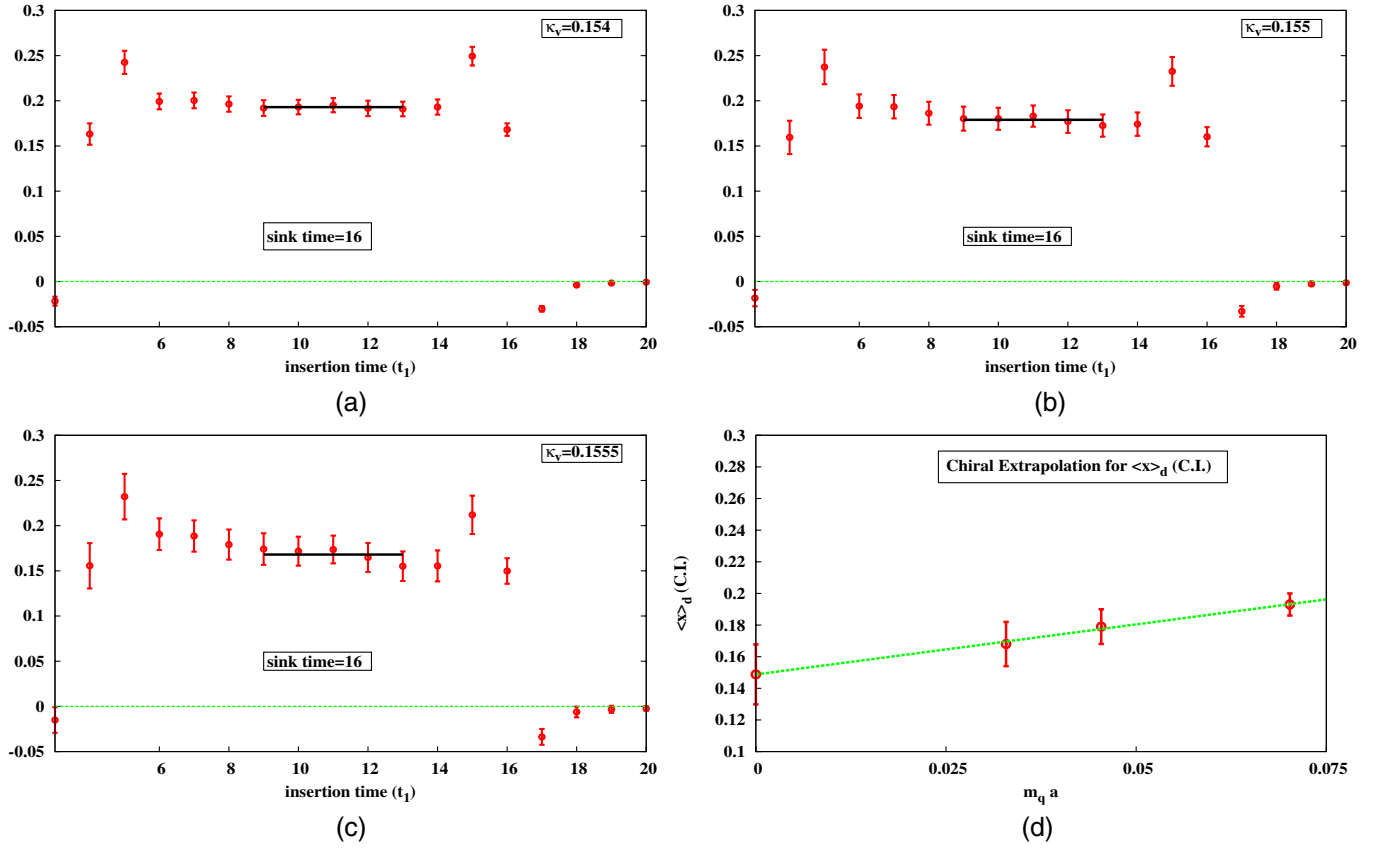 0.3
0.25
0.2
0.15
0.1
0.05
0
-0.05
κv=0.154
sink time=16
6 8 10 12 14 16 18 20
insertion time (t1)
(a)
0.3
0.25
0.2
0.15
0.1
0.05
0
-0.05
κv=0.155
sink time=16
6 8 10 12 14 16 18 20
insertion time (t1)
(b)
0.3
0.25
0.2
0.15
0.1
0.05
0
-0.05
κv=0.1555
sink time=16
6 8 10 12 14 16 18 20
insertion time (t1)
(c)
<x>d (C.I.)
0.3
0.28
0.26
0.24
0.22
0.2
0.18
0.16
0.14
0.12
0.1
Chiral Extrapolation for <x>d (C.I.)
0 0.025 0.05 0.075
mq a
(d)